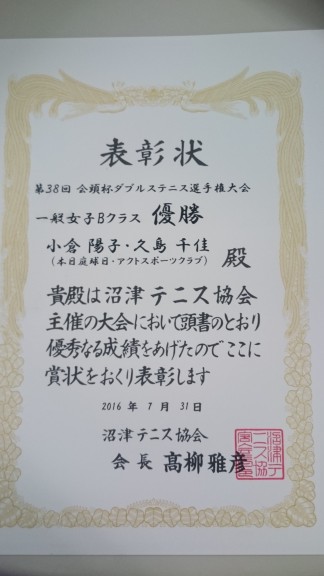 表彰状
第38回 会頭杯ダブルステニス選手権大会
一般女子Bクラス 優勝
小倉 陽子・久島 千佳 殿
(本日庭球日・アクトスポーツクラブ)
貴殿は沼津テニス協会
主催の大会において頭書のとおり
優秀なる成績をあげたのでここに
賞状をおくり表彰します
2016年 7月 31日
沼津テニス協会
会長 髙柳雅彦